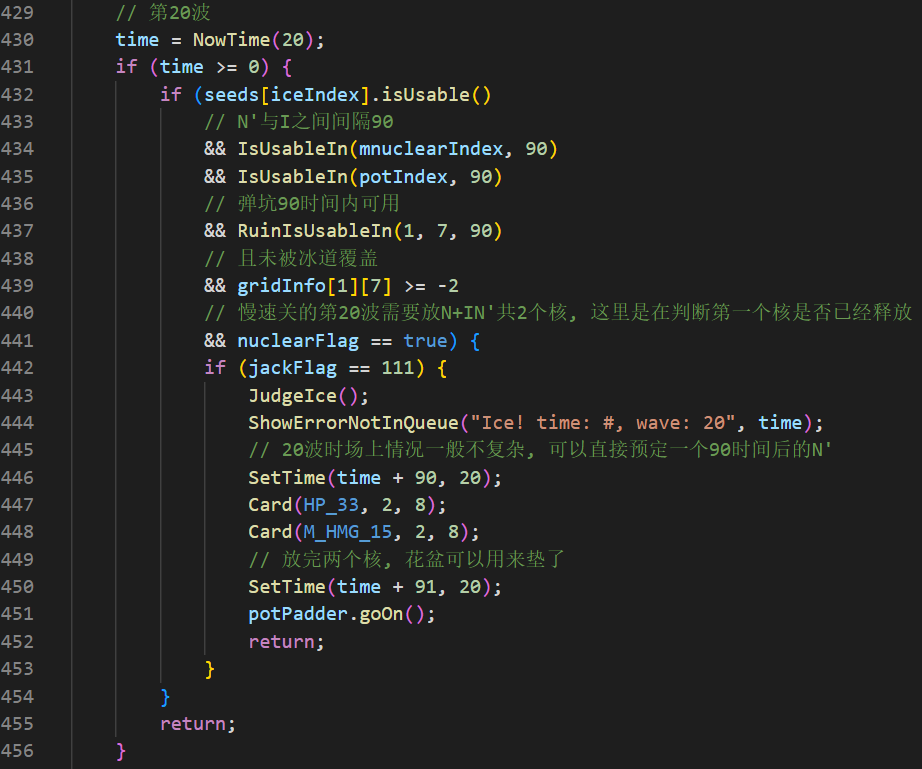 429 // 第20波
430 time = NowTime(20);
431 if (time >= 0) {
432 if (seeds[iceIndex].isUsable()
433 // N'与I之间间隔90
434 && IsUsableIn(mnuclearIndex, 90)
435 && IsUsableIn(potIndex, 90)
436 // 弹坑90时间内可用
437 && RuinIsUsableIn(1, 7, 90)
438 // 且未被冰道覆盖
439 && gridInfo[1][7] >= -2
440 // 慢速关的第20波需要放N+IN'共2个核, 这里是在判断第一个核是否已经释放
441 && nuclearFlag == true) {
442 if (jackFlag == 111) {
443 JudgeIce();
444 ShowErrorNotInQueue("Ice! time: #, wave: 20", time);
445 // 20波时场上情况一般不复杂, 可以直接预定一个90时间后的N'
446 SetTime(time + 90, 20);
447 Card(HP_33, 2, 8);
448 Card(M_HMG_15, 2, 8);
449 // 放完两个核, 花盆可以用来垫了
450 SetTime(time + 91, 20);
451 potPadder.goOn();
452 return;
453 }
454 }
455 return;
456 }